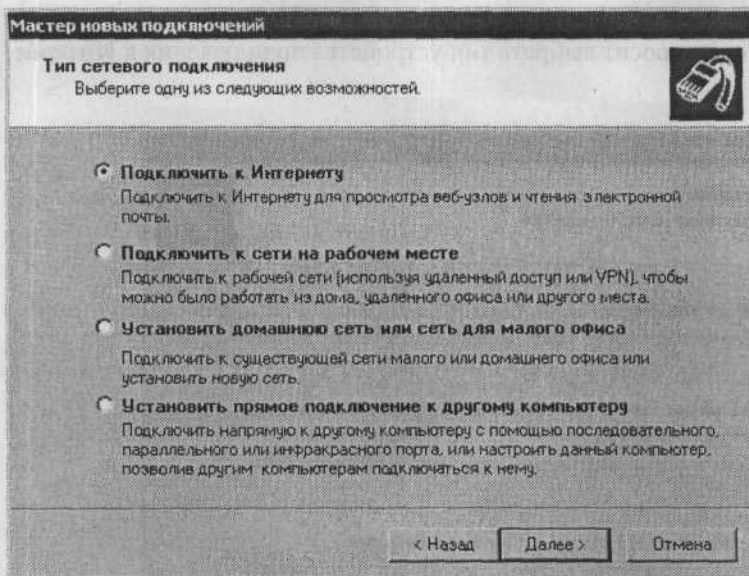 Мастер новых подключений
Тип сетевого подключения
Выберите одну из следующих возможностей.
Подключить к Интернету
Подключить к Интернету для просмотра веб-узлов и чтения электронной
почты.
Подключить к сети на рабочем месте
Подключить к рабочей сети (используя удаленный доступ или VPN), чтобы
можно было работать из дома, удаленного офиса или другого места.
Установить домашнюю сеть или сеть для малого офиса
Подключить к существующей сети малого или домашнего офиса или
установить новую сеть.
Установить прямое подключение к другому компьютеру
Подключить напрямую к другому компьютеру с помощью последовательного,
параллельного или инфракрасного порта, или настроить данный компьютер,
позволив другим компьютерам подключаться к нему.
< Назад Далее > Отмена